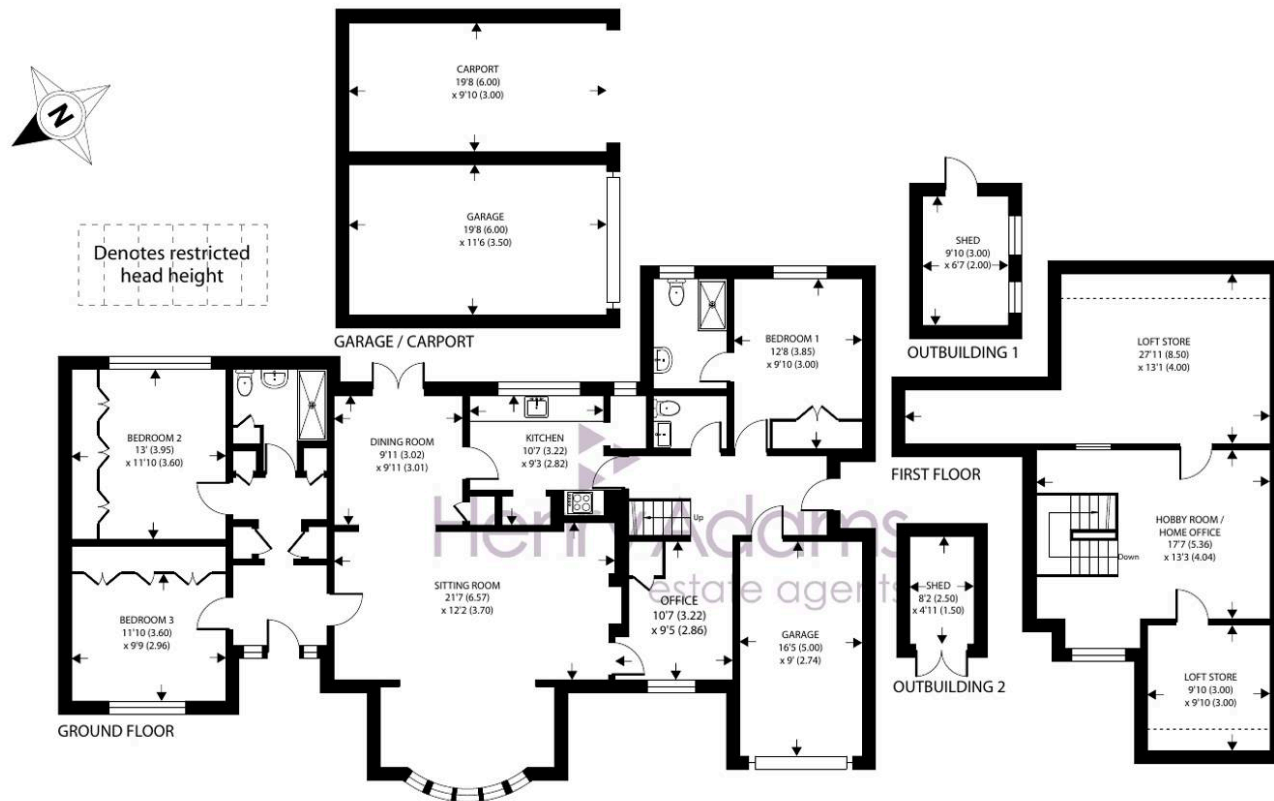 CARPORT
19'8 (6.00)
x 9'10 (3.00)
N
GARAGE
19'8 (6.00)
x 11'6 (3.50)
Denotes restricted
head height
GARAGE / CARPORT
SHED
9'10 (3.00)
x 6'7 (2.00)
OUTBUILDING 1
BEDROOM 1
12'8 (3.85)
x 9'10 (3.00)
LOFT STORE
27'11 (8.50)
x 13'1 (4.00)
FIRST FLOOR
BEDROOM 2
13' (3.95)
x 11'10 (3.60)
DINING ROOM
9'11 (3.02)
x 9'11 (3.01)
KITCHEN
10'7 (3.22)
x 9'3 (2.82)
Up
Henry Adams
estate agents
HOBBY ROOM /
HOME OFFICE
17'7 (5.36)
x 13'3 (4.04)
Down
SITTING ROOM
21'7 (6.57)
x 12'2 (3.70)
OFFICE
10'7 (3.22)
x 9'5 (2.86)
SHED
8'2 (2.50)
x 4'11 (1.50)
BEDROOM 3
11'10 (3.60)
x 9'9 (2.96)
GARAGE
16'5 (5.00)
x 9' (2.74)
OUTBUILDING 2
LOFT STORE
9'10 (3.00)
x 9'10 (3.00)
GROUND FLOOR